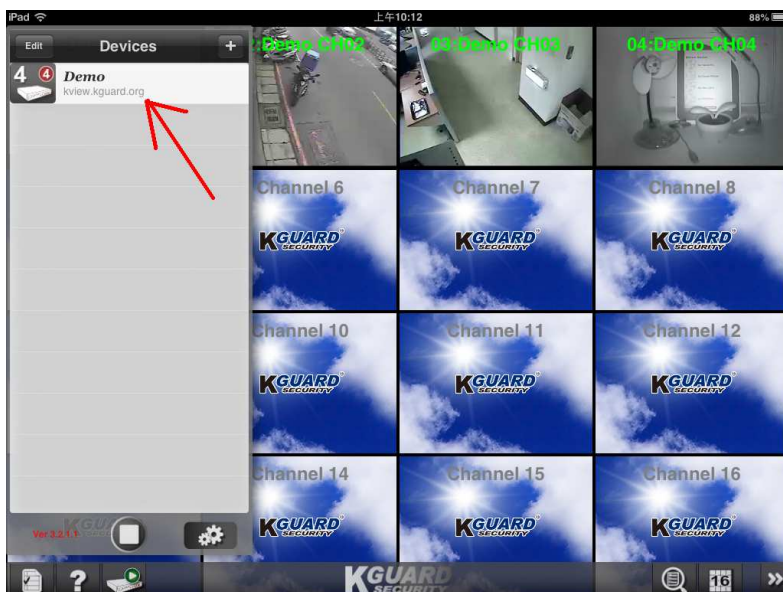 iPad 上午10:12 88%
Edit Devices +
4 4 Demo
kview.kguard.org
2:Demo CH02 03:Demo CH03 04:Demo CH04
Channel 6 Channel 7 Channel 8
KGUARD SECURITY KGUARD SECURITY KGUARD SECURITY
Channel 10 Channel 11 Channel 12
KGUARD SECURITY KGUARD SECURITY KGUARD SECURITY
Channel 14 Channel 15 Channel 16
KGUARD SECURITY KGUARD SECURITY KGUARD SECURITY
Ver 3.2.1.1
? KGUARD SECURITY 16 »